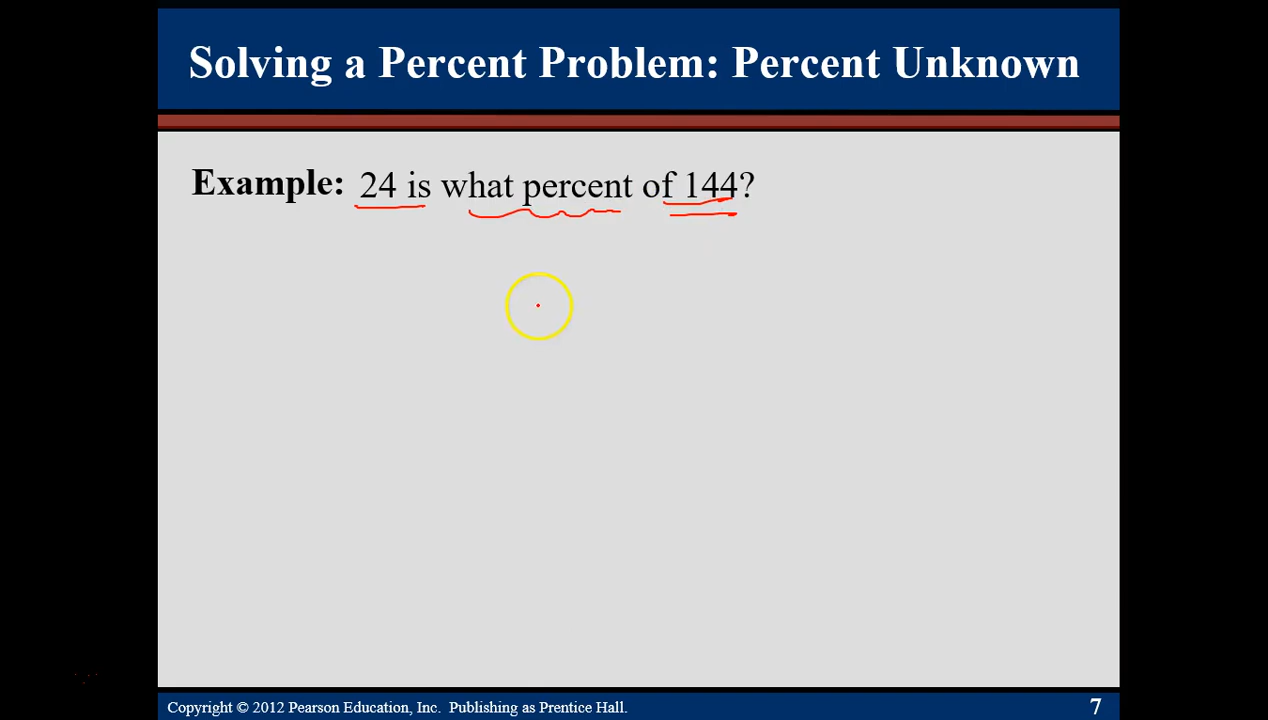 Solving a Percent Problem: Percent Unknown
Example: 24 is what percent of 144?
Copyright © 2012 Pearson Education, Inc.  Publishing as Prentice Hall.
7